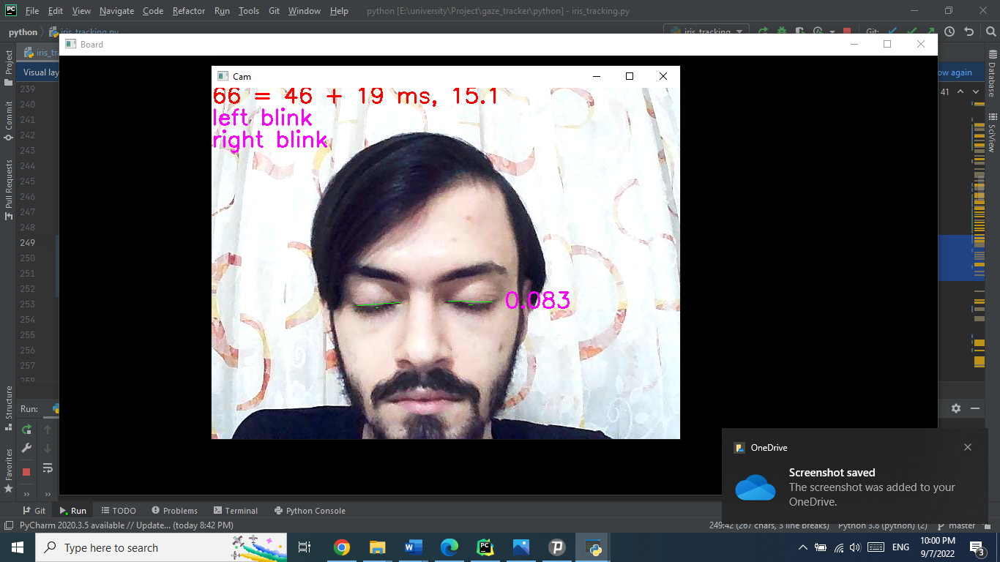 PC File Edit View Navigate Code Refactor Run Tools Git Window Help python [E:\university\Project\gaze_tracker\python] - iris_tracking.py
python iris_tracking.py iris_tracking Git:
Board
Project
iris_tr
Cam
Visual lay
ow again
Database
66 = 46 + 19 ms, 15.1
left blink
right blink
239
240
241
242
243
244
245
246
247
248
249
250
251
252
253
254
255
256
257
258
41
Commit
SciView
Pull Requests
0.083
Structure
Run:
Favorites
OneDrive
Screenshot saved
The screenshot was added to your
OneDrive.
Git Run TODO Problems Terminal Python Console
PyCharm 2020.3.5 available // Update... (today 8:42 PM) 249:42 (267 chars, 3 line breaks) Python 3.8 (python) (2) master
Type here to search
ENG
10:00 PM
9/7/2022
3